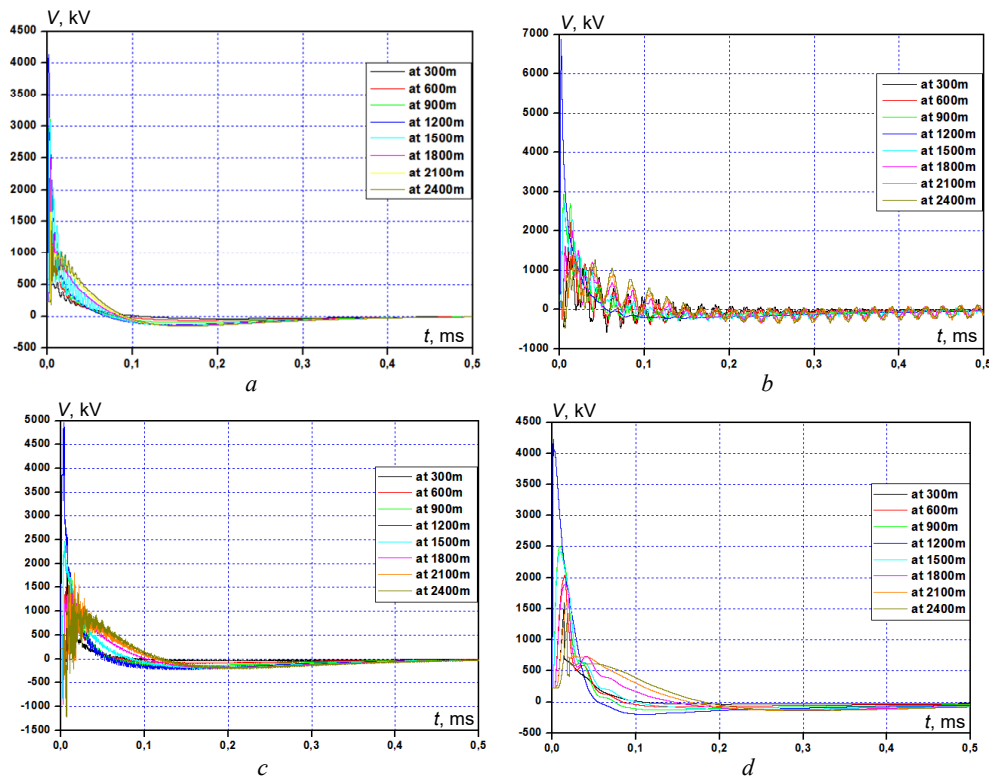 V, kV
4500
4000
3500
3000
2500
2000
1500
1000
500
0
-500
at 300m
at 600m
at 900m
at 1200m
at 1500m
at 1800m
at 2100m
at 2400m
t, ms
0,0 0,1 0,2 0,3 0,4 0,5
a
V, kV
7000
6000
5000
4000
3000
2000
1000
0
-1000
at 300m
at 600m
at 900m
at 1200m
at 1500m
at 1800m
at 2100m
at 2400m
t, ms
0,0 0,1 0,2 0,3 0,4 0,5
b
V, kV
5000
4500
4000
3500
3000
2500
2000
1500
1000
500
0
-500
-1000
-1500
at 300m
at 600m
at 900m
at 1200m
at 1500m
at 1800m
at 2100m
at 2400m
t, ms
0,0 0,1 0,2 0,3 0,4 0,5
c
V, kV
4500
4000
3500
3000
2500
2000
1500
1000
500
0
-500
at 300m
at 600m
at 900m
at 1200m
at 1500m
at 1800m
at 2100m
at 2400m
t, ms
0,0 0,1 0,2 0,3 0,4 0,5
d